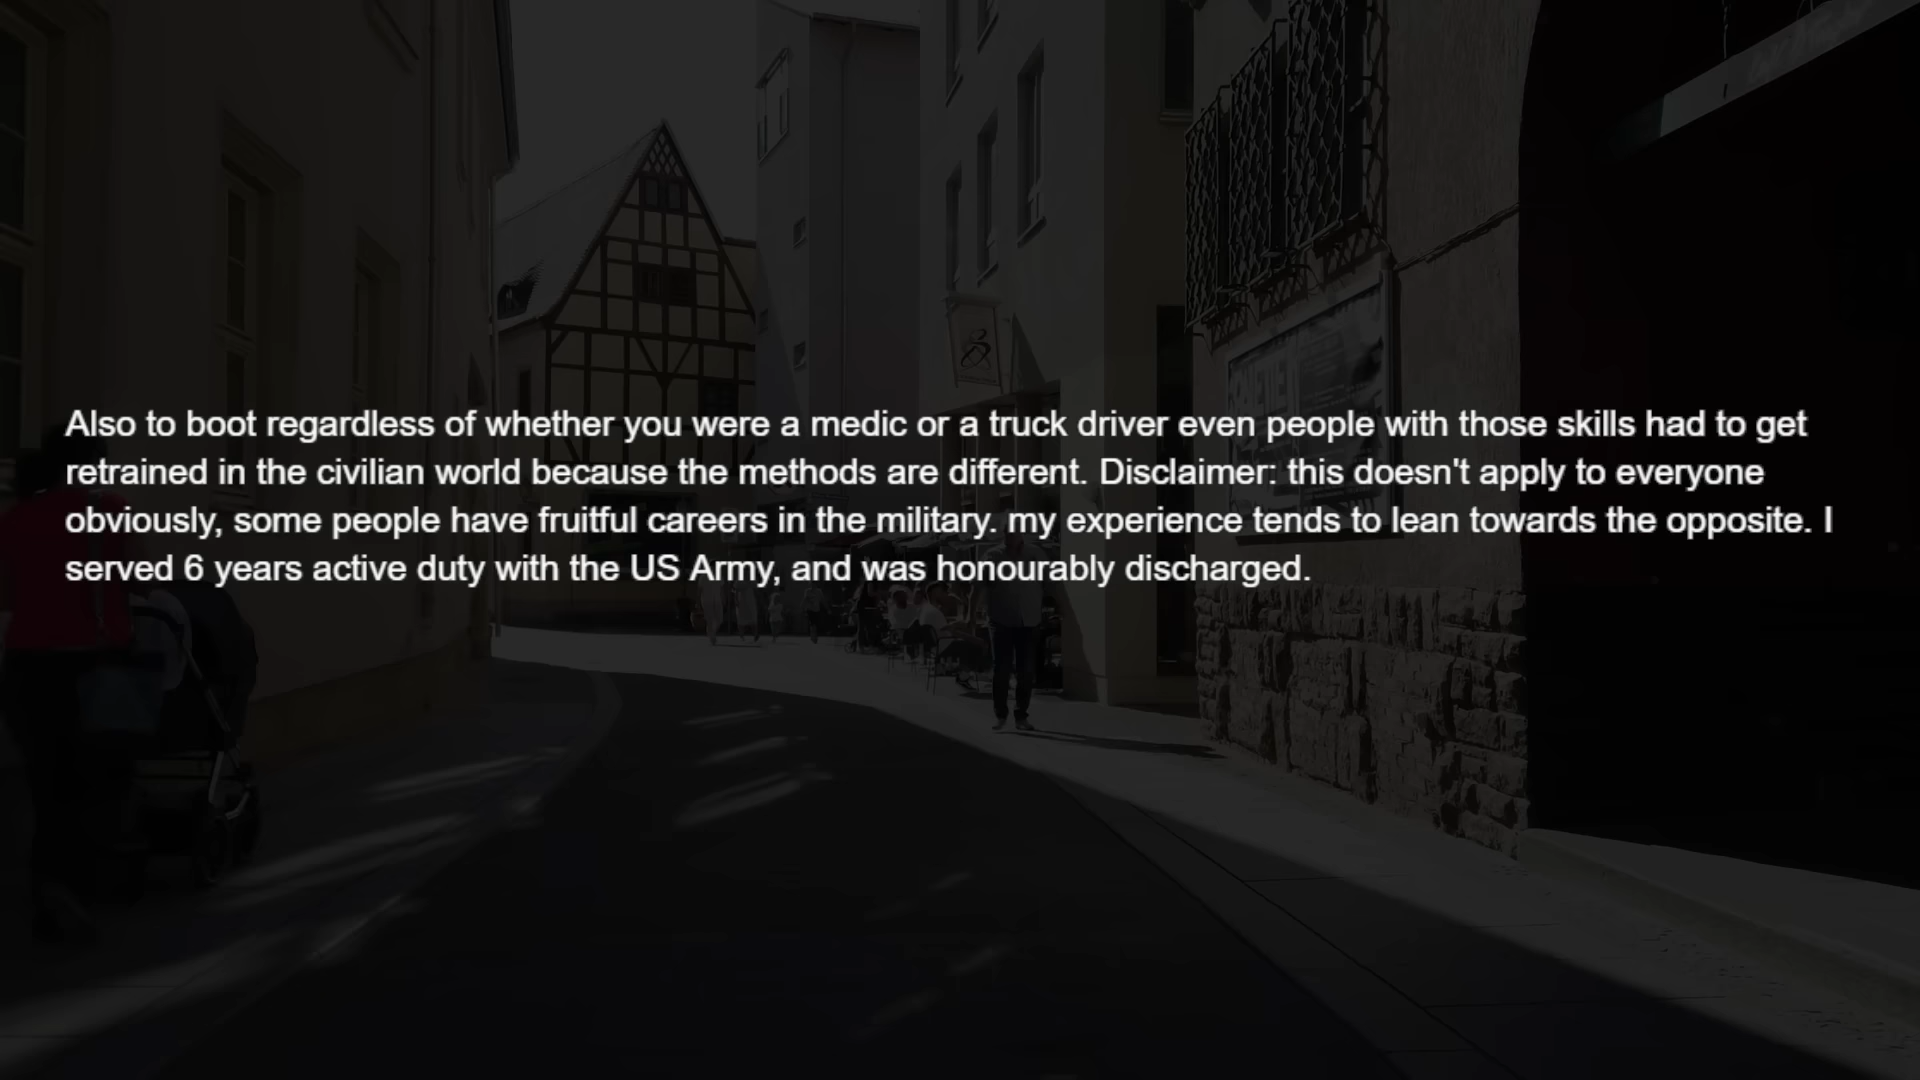 Also to boot regardless of whether you were a medic or a truck driver even people with those skills had to get
retrained in the civilian world because the methods are different. Disclaimer: this doesn't apply to everyone
obviously, some people have fruitful careers in the military. my experience tends to lean towards the opposite. I
served 6 years active duty with the US Army, and was honourably discharged.